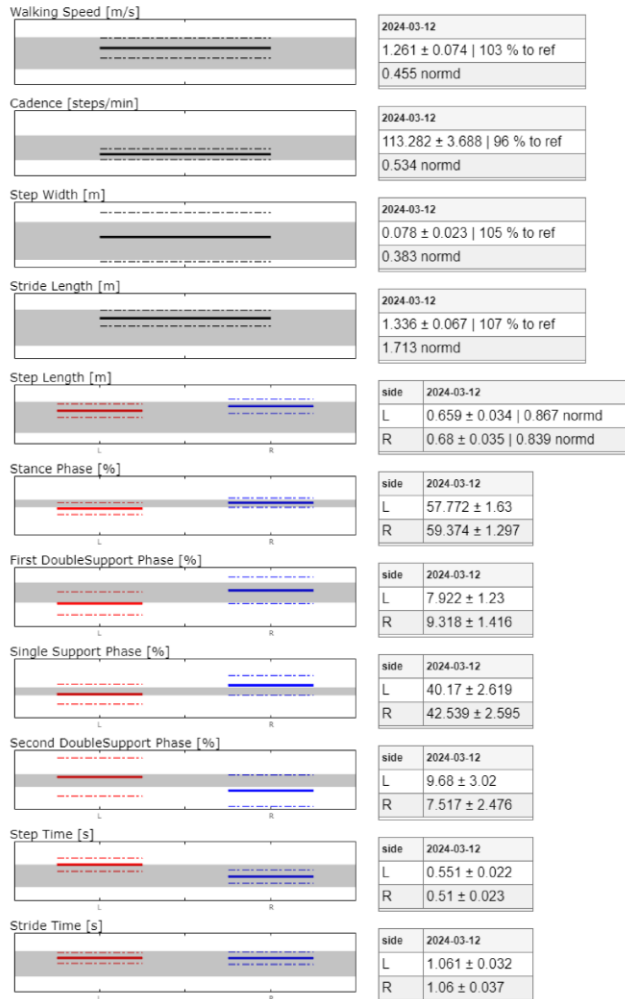 Walking Speed [m/s]
2024-03-12
1.261 ± 0.074 | 103 % to ref
0.455 normd
Cadence [steps/min]
2024-03-12
113.282 ± 3.688 | 96 % to ref
0.534 normd
Step Width [m]
2024-03-12
0.078 ± 0.023 | 105 % to ref
0.383 normd
Stride Length [m]
2024-03-12
1.336 ± 0.067 | 107 % to ref
1.713 normd
Step Length [m]
L R
side 2024-03-12
L 0.659 ± 0.034 | 0.867 normd
R 0.68 ± 0.035 | 0.839 normd
Stance Phase [%]
L R
side 2024-03-12
L 57.772 ± 1.63
R 59.374 ± 1.297
First DoubleSupport Phase [%]
L R
side 2024-03-12
L 7.922 ± 1.23
R 9.318 ± 1.416
Single Support Phase [%]
L R
side 2024-03-12
L 40.17 ± 2.619
R 42.539 ± 2.595
Second DoubleSupport Phase [%]
L R
side 2024-03-12
L 9.68 ± 3.02
R 7.517 ± 2.476
Step Time [s]
L R
side 2024-03-12
L 0.551 ± 0.022
R 0.51 ± 0.023
Stride Time [s]
L R
side 2024-03-12
L 1.061 ± 0.032
R 1.06 ± 0.037